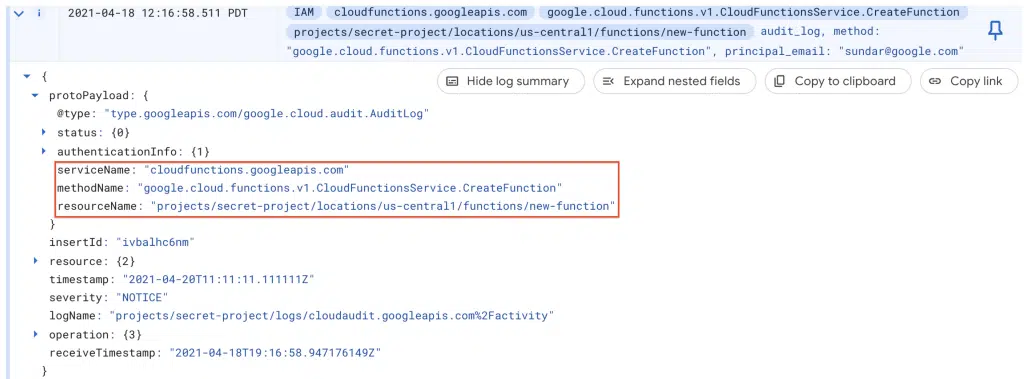 2021-04-18 12:16:58.511 PDT IAM cloudfunctions.googleapis.com google.cloud.functions.v1.CloudFunctionsService.CreateFunction
projects/secret-project/locations/us-central1/functions/new-function audit_log, method:
"google.cloud.functions.v1.CloudFunctionsService.CreateFunction", principal_email: "sundar@google.com"
{ Hide log summary Expand nested fields Copy to clipboard Copy link
protoPayload: {
@type: "type.googleapis.com/google.cloud.audit.AuditLog"
status: {0}
authenticationInfo: {1}
serviceName: "cloudfunctions.googleapis.com"
methodName: "google.cloud.functions.v1.CloudFunctionsService.CreateFunction"
resourceName: "projects/secret-project/locations/us-central1/functions/new-function"
}
insertId: "ivbalhc6nm"
resource: {2}
timestamp: "2021-04-20T11:11:11.111111Z"
severity: "NOTICE"
logName: "projects/secret-project/logs/cloudaudit.googleapis.com%2Factivity"
operation: {3}
receiveTimestamp: "2021-04-18T19:16:58.947176149Z"
}